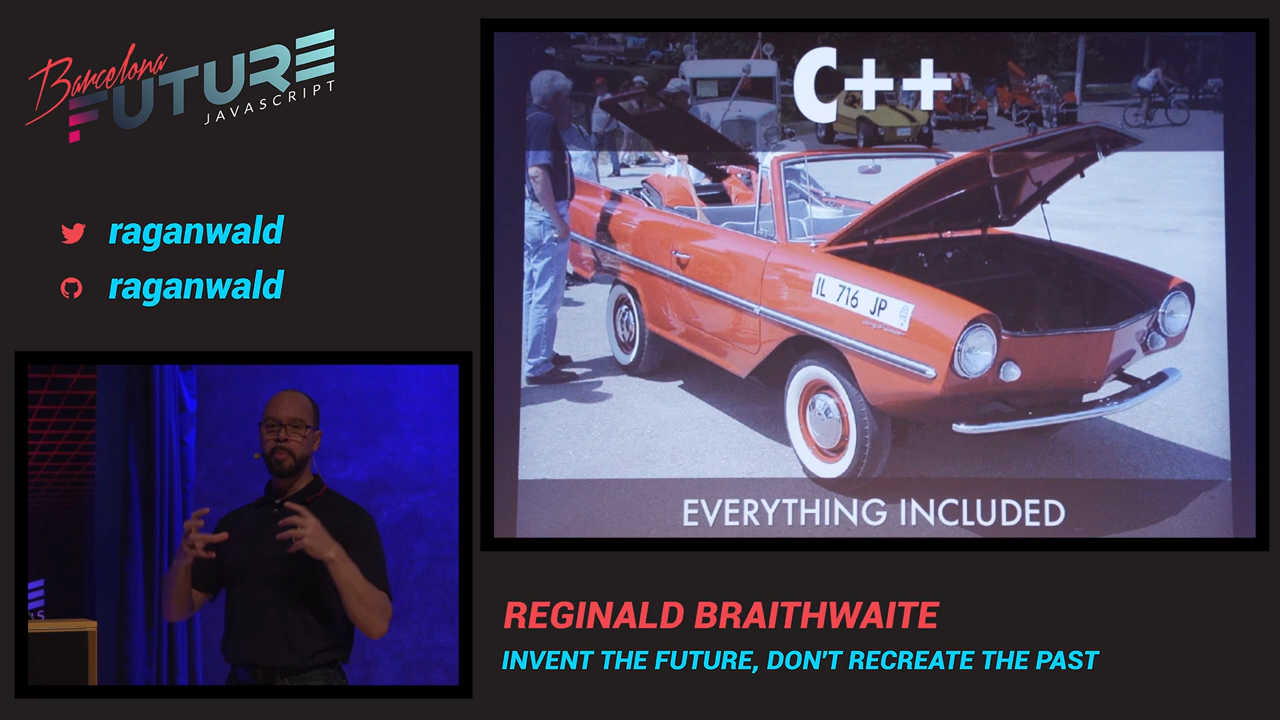 Barcelona
FUTURE
JAVASCRIPT
raganwald
raganwald
C++
IL 716 JP
EVERYTHING INCLUDED
REGINALD BRAITHWAITE
INVENT THE FUTURE, DON'T RECREATE THE PAST